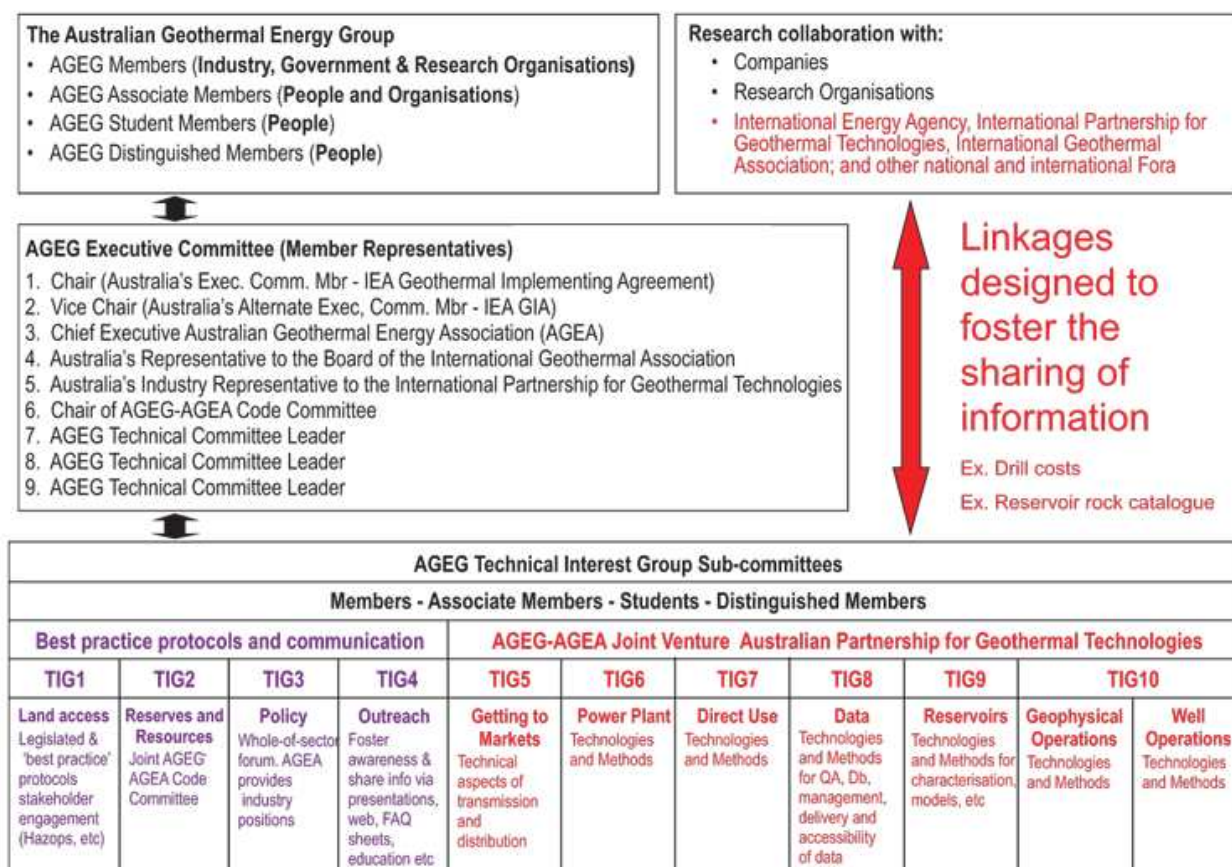 The Australian Geothermal Energy Group
• AGEG Members (Industry, Government & Research Organisations)
• AGEG Associate Members (People and Organisations)
• AGEG Student Members (People)
• AGEG Distinguished Members (People)
Research collaboration with:
• Companies
• Research Organisations
• International Energy Agency, International Partnership for
Geothermal Technologies, International Geothermal
Association; and other national and international Fora
AGEG Executive Committee (Member Representatives)
1. Chair (Australia's Exec. Comm. Mbr - IEA Geothermal Implementing Agreement)
2. Vice Chair (Australia's Alternate Exec, Comm. Mbr - IEA GIA)
3. Chief Executive Australian Geothermal Energy Association (AGEA)
4. Australia's Representative to the Board of the International Geothermal Association
5. Australia's Industry Representative to the International Partnership for Geothermal Technologies
6. Chair of AGEG-AGEA Code Committee
7. AGEG Technical Committee Leader
8. AGEG Technical Committee Leader
9. AGEG Technical Committee Leader
Linkages
designed to
foster the
sharing of
information
Ex. Drill costs
Ex. Reservoir rock catalogue
AGEG Technical Interest Group Sub-committees
Members - Associate Members - Students - Distinguished Members
Best practice protocols and communication
AGEG-AGEA Joint Venture Australian Partnership for Geothermal Technologies
TIG1
TIG2
TIG3
TIG4
TIG5
TIG6
TIG7
TIG8
TIG9
TIG10
Land access
Legislated &
'best practice'
protocols
stakeholder
engagement
(Hazops, etc)
Reserves and
Resources
Joint AGEG'
AGEA Code
Committee
Policy
Whole-of-sector
forum. AGEA
provides
industry
positions
Outreach
Foster
awareness &
share info via
presentations,
web, FAQ
sheets,
education etc
Getting to
Markets
Technical
aspects of
transmission
and
distribution
Power Plant
Technologies
and Methods
Direct Use
Technologies
and Methods
Data
Technologies
and Methods
for QA, Db,
management,
delivery and
accessibility
of data
Reservoirs
Technologies
and Methods for
characterisation,
models, etc
Geophysical
Operations
Technologies
and Methods
Well
Operations
Technologies
and Methods